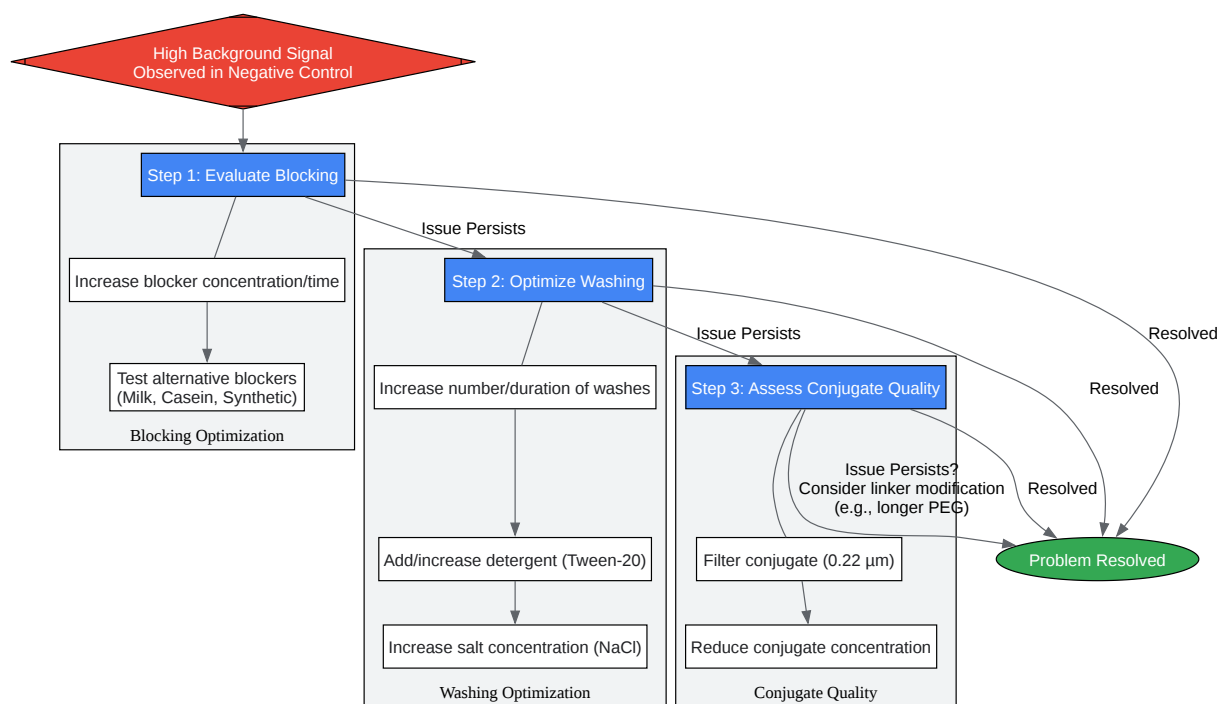 High Background Signal
Observed in Negative Control
Step 1: Evaluate Blocking
Issue Persists
Increase blocker concentration/time
Step 2: Optimize Washing
Issue Persists
Resolved
Test alternative blockers
(Milk, Casein, Synthetic)
Blocking Optimization
Increase number/duration of washes
Step 3: Assess Conjugate Quality
Resolved
Issue Persists?
Consider linker modification
(e.g., longer PEG)
Resolved
Add/increase detergent (Tween-20)
Filter conjugate (0.22 µm)
Problem Resolved
Increase salt concentration (NaCl)
Reduce conjugate concentration
Washing Optimization
Conjugate Quality